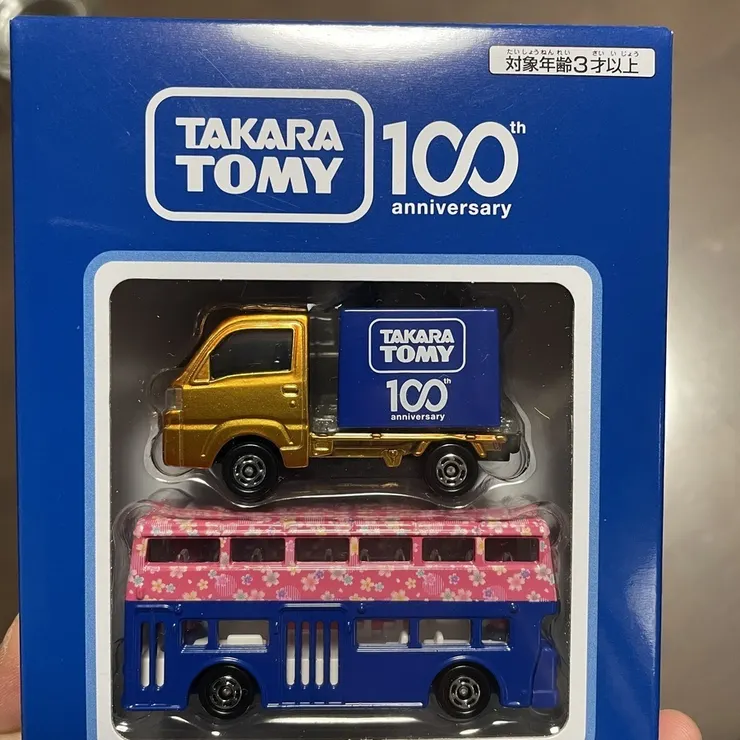 たいしょうねんれい さい いじょう
対象年齢3才以上
TAKARA
TOMY
100th
anniversary
TAKARA
TOMY
100th
anniversary